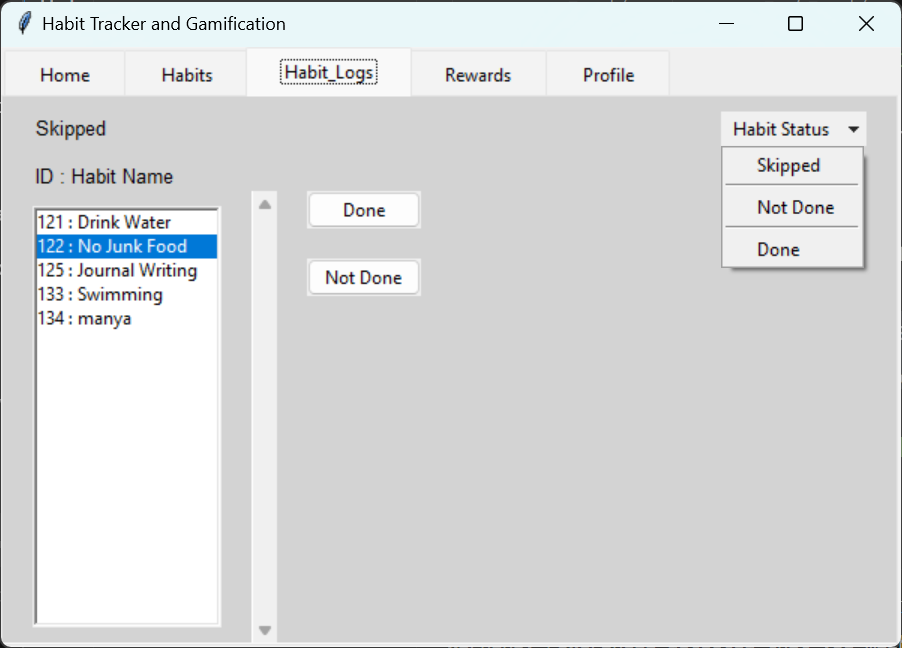 Habit Tracker and Gamification
Home Habits Habit_Logs Rewards Profile
Skipped
Habit Status
Skipped
Not Done
Done
ID : Habit Name
121 : Drink Water
122 : No Junk Food
125 : Journal Writing
133 : Swimming
134 : manya
Done
Not Done